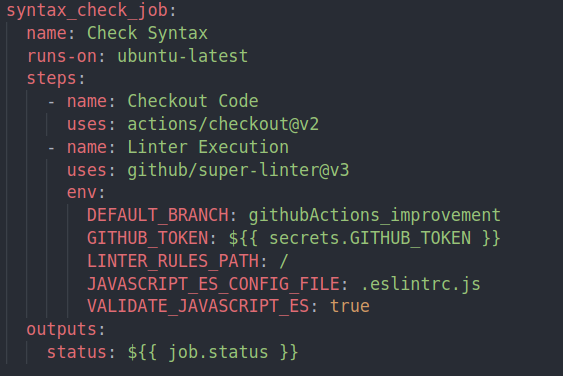 syntax_check_job:
  name: Check Syntax
  runs-on: ubuntu-latest
  steps:
    - name: Checkout Code
      uses: actions/checkout@v2
    - name: Linter Execution
      uses: github/super-linter@v3
      env:
        DEFAULT_BRANCH: githubActions_improvement
        GITHUB_TOKEN: ${{ secrets.GITHUB_TOKEN }}
        LINTER_RULES_PATH: /
        JAVASCRIPT_ES_CONFIG_FILE: .eslintrc.js
        VALIDATE_JAVASCRIPT_ES: true
  outputs:
    status: ${{ job.status }}